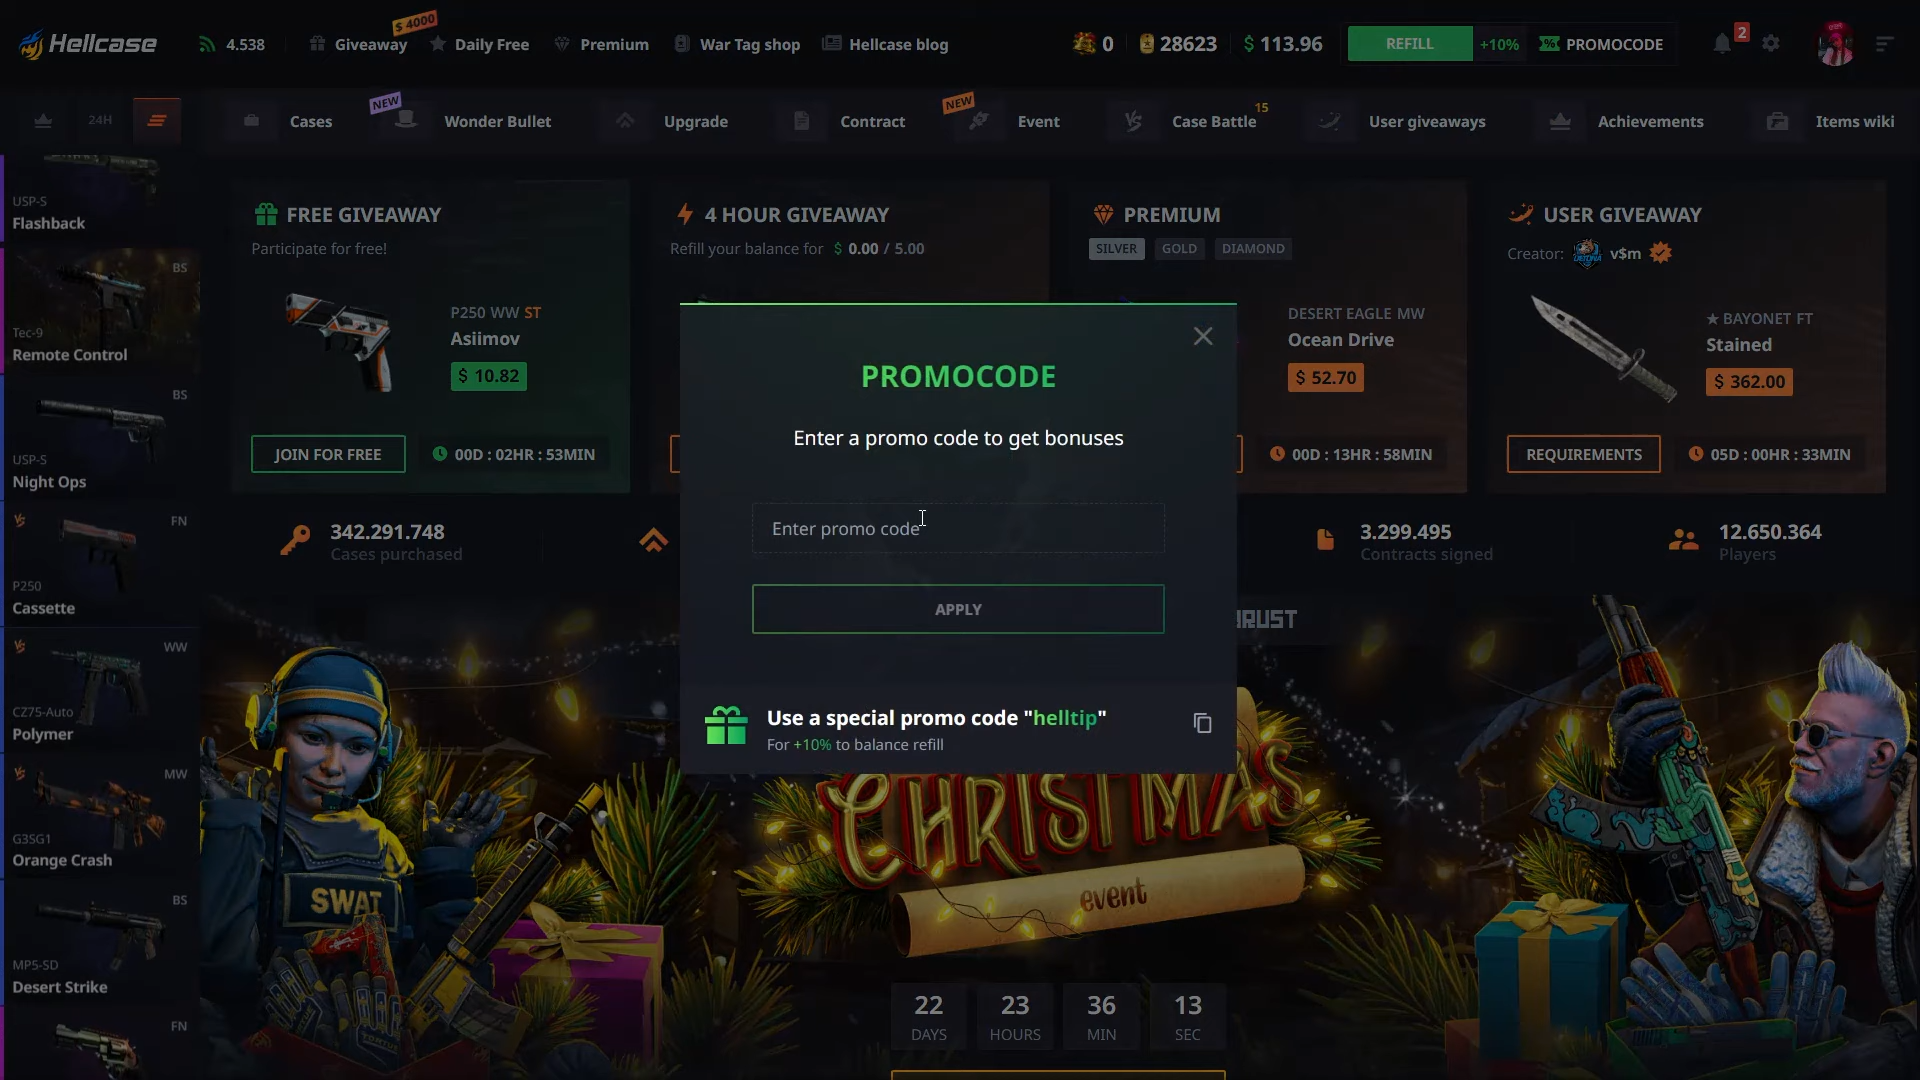 Hellcase
4.538
$ 4000
Giveaway
Daily Free
Premium
War Tag shop
Hellcase blog
0
28623
$ 113.96
REFILL
+10%
PROMOCODE
2
24H
Cases
NEW
Wonder Bullet
Upgrade
Contract
NEW
Event
Case Battle
15
User giveaways
Achievements
Items wiki
USP-S
Flashback
BS
Tec-9
Remote Control
BS
USP-S
Night Ops
FN
P250
Cassette
WW
CZ75-Auto
Polymer
MW
G3SG1
Orange Crash
BS
MP5-SD
Desert Strike
FN
FREE GIVEAWAY
Participate for free!
P250 WW ST
Asiimov
$ 10.82
JOIN FOR FREE
00D : 02HR : 53MIN
4 HOUR GIVEAWAY
Refill your balance for $ 0.00 / 5.00
PREMIUM
SILVER
GOLD
DIAMOND
DESERT EAGLE MW
Ocean Drive
$ 52.70
00D : 13HR : 58MIN
USER GIVEAWAY
Creator: v$m
★ BAYONET FT
Stained
$ 362.00
REQUIREMENTS
05D : 00HR : 33MIN
342.291.748
Cases purchased
3.299.495
Contracts signed
12.650.364
Players
PROMOCODE
Enter a promo code to get bonuses
Enter promo code
APPLY
Use a special promo code "helltip"
For +10% to balance refill
RUST
SWAT
CHRISTMAS
event
22
DAYS
23
HOURS
36
MIN
13
SEC